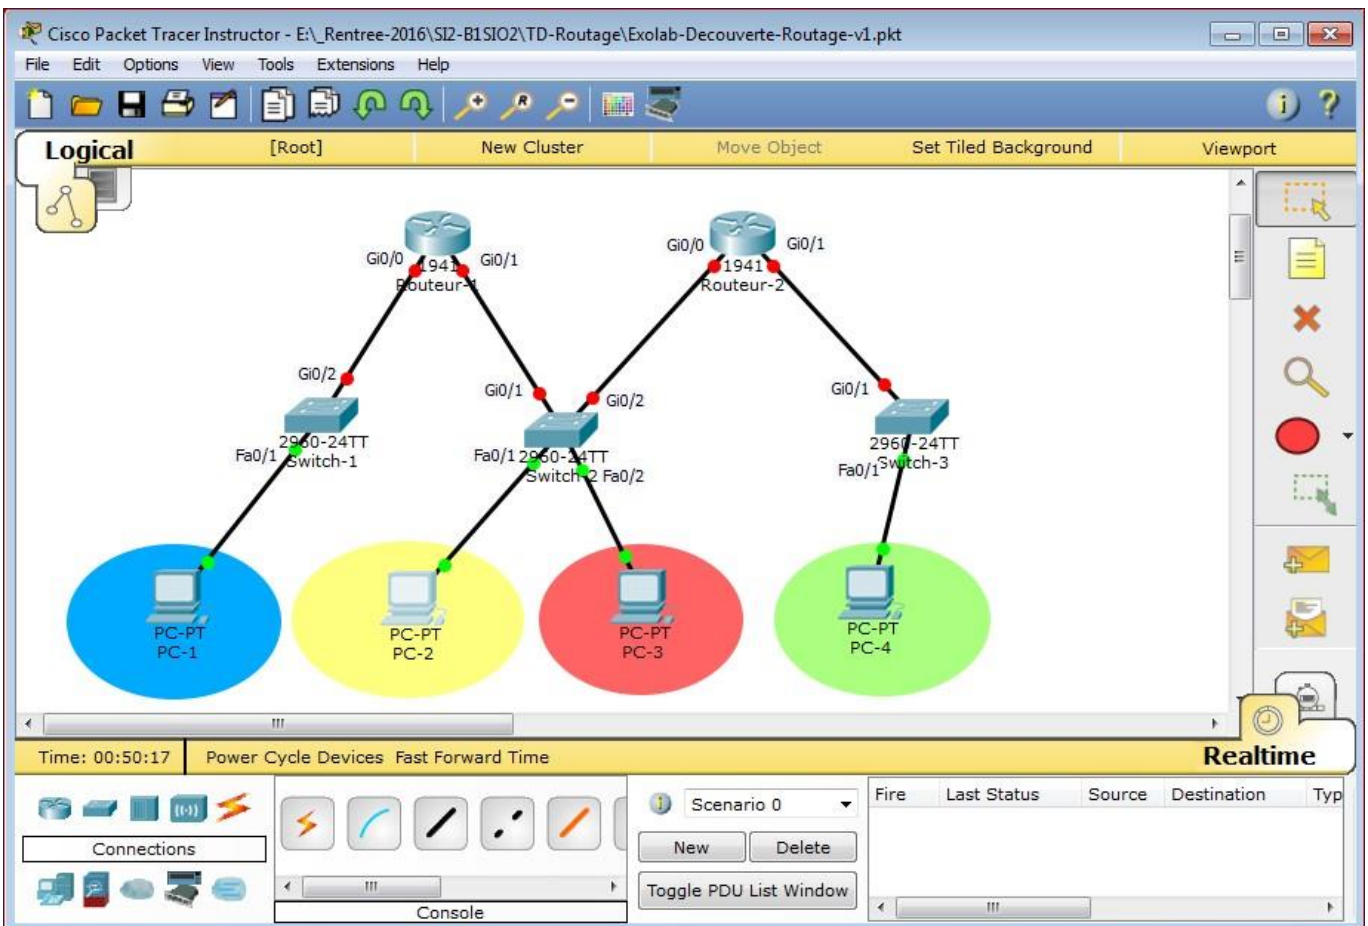 Cisco Packet Tracer Instructor - E:\_Rentree-2016\SI2-B1SIO2\TD-Routage\Exolab-Decouverte-Routage-v1.pkt
File Edit Options View Tools Extensions Help
Logical [Root] New Cluster Move Object Set Tiled Background Viewport
Gi0/0 1941 Gi0/1
Routeur-1
Gi0/0 1941 Gi0/1
Routeur-2
Gi0/2
2960-24TT
Fa0/1 Switch-1
Gi0/1 Gi0/2
Fa0/1 2960-24TT
Switch-2 Fa0/2
Gi0/1
2960-24TT
Fa0/1 Switch-3
PC-PT
PC-1
PC-PT
PC-2
PC-PT
PC-3
PC-PT
PC-4
Time: 00:50:17 Power Cycle Devices Fast Forward Time Realtime
Connections
Console
Scenario 0
New Delete
Toggle PDU List Window
Fire Last Status Source Destination Typ